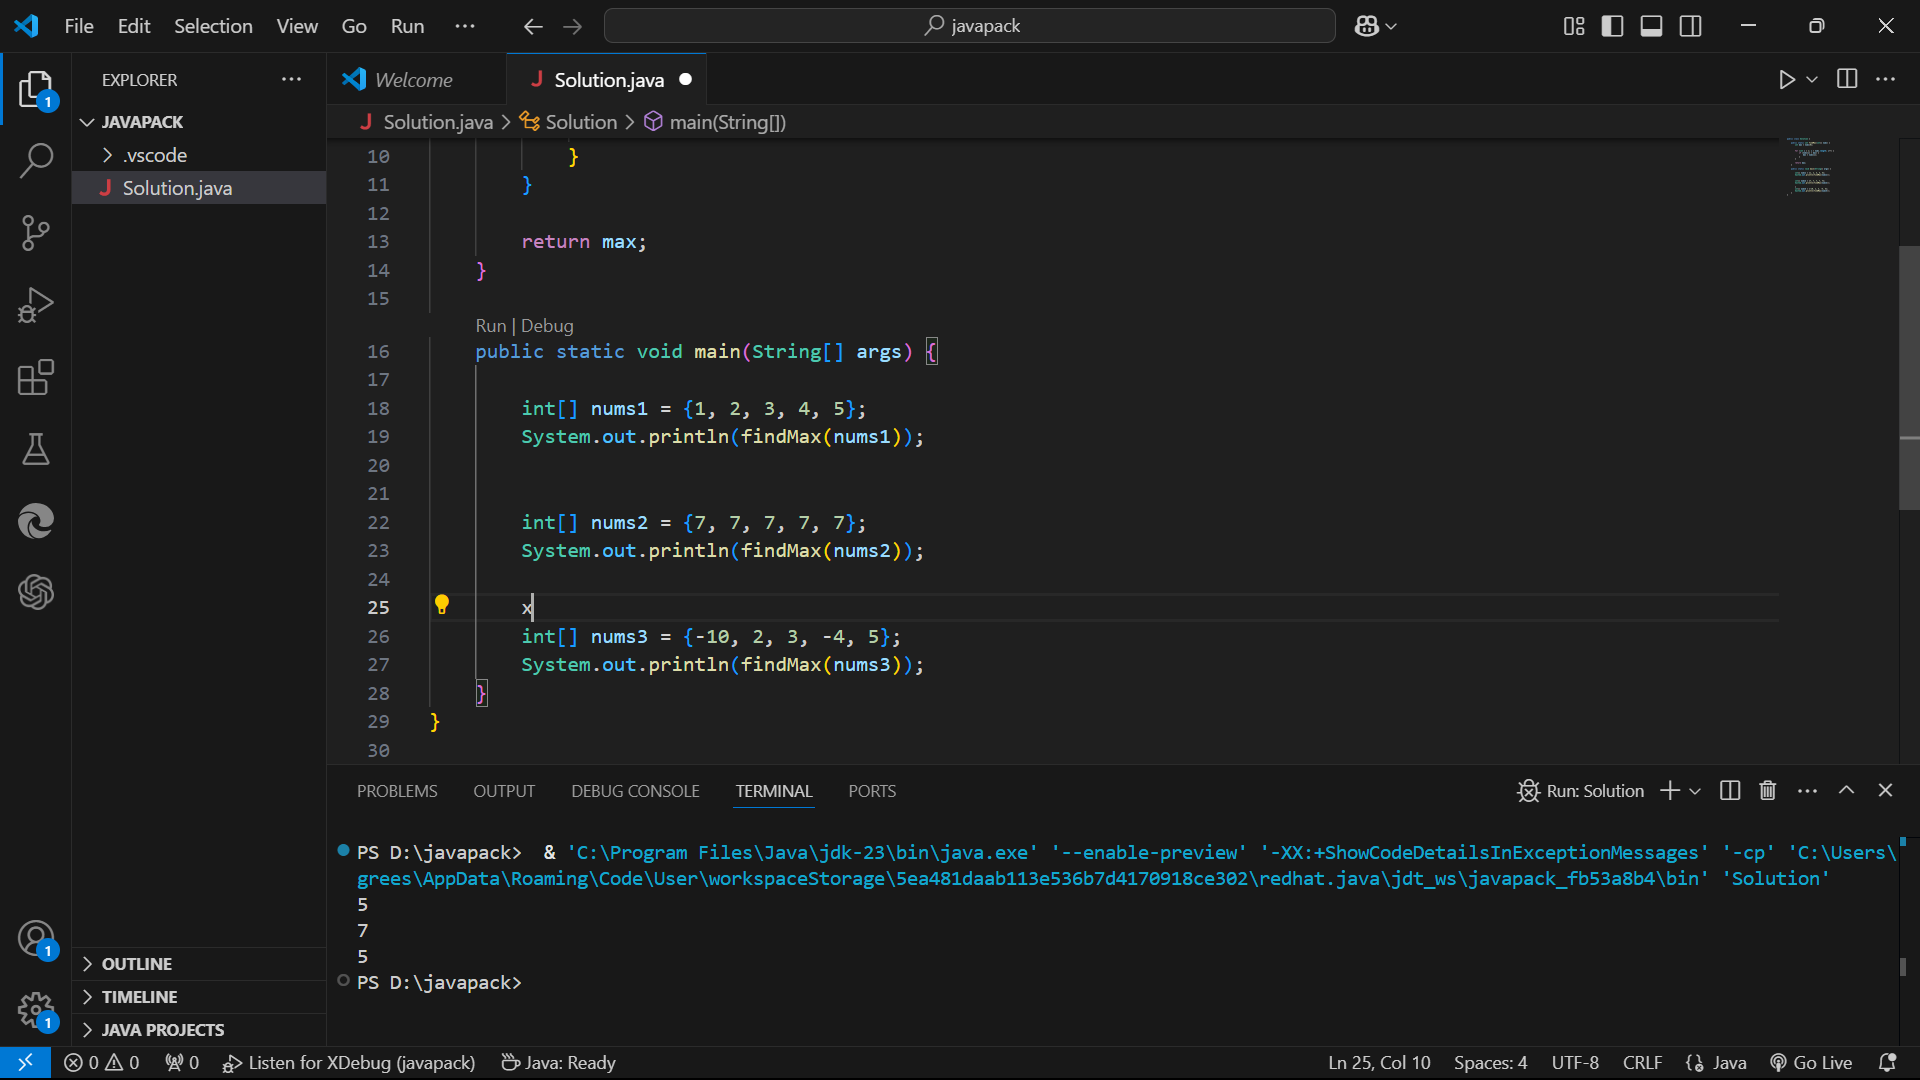 File Edit Selection View Go Run ··· javapack
EXPLORER ···
Welcome
Solution.java
JAVAPACK
.vscode
Solution.java
1
Solution.java > Solution > main(String[])
10 }
11 }
12
13 return max;
14 }
15
Run | Debug
16 public static void main(String[] args) {
17
18 int[] nums1 = {1, 2, 3, 4, 5};
19 System.out.println(findMax(nums1));
20
21
22 int[] nums2 = {7, 7, 7, 7, 7};
23 System.out.println(findMax(nums2));
24
25 x
26 int[] nums3 = {-10, 2, 3, -4, 5};
27 System.out.println(findMax(nums3));
28 }
29 }
30
PROBLEMS OUTPUT DEBUG CONSOLE TERMINAL PORTS Run: Solution
PS D:\javapack> & 'C:\Program Files\Java\jdk-23\bin\java.exe' '--enable-preview' '-XX:+ShowCodeDetailsInExceptionMessages' '-cp' 'C:\Users\
grees\AppData\Roaming\Code\User\workspaceStorage\5ea481daab113e536b7d4170918ce302\redhat.java\jdt_ws\javapack_fb53a8b4\bin' 'Solution'
5
7
5
PS D:\javapack>
1
1
OUTLINE
TIMELINE
JAVA PROJECTS
0 0 0 Listen for XDebug (javapack) Java: Ready Ln 25, Col 10 Spaces: 4 UTF-8 CRLF Java Go Live